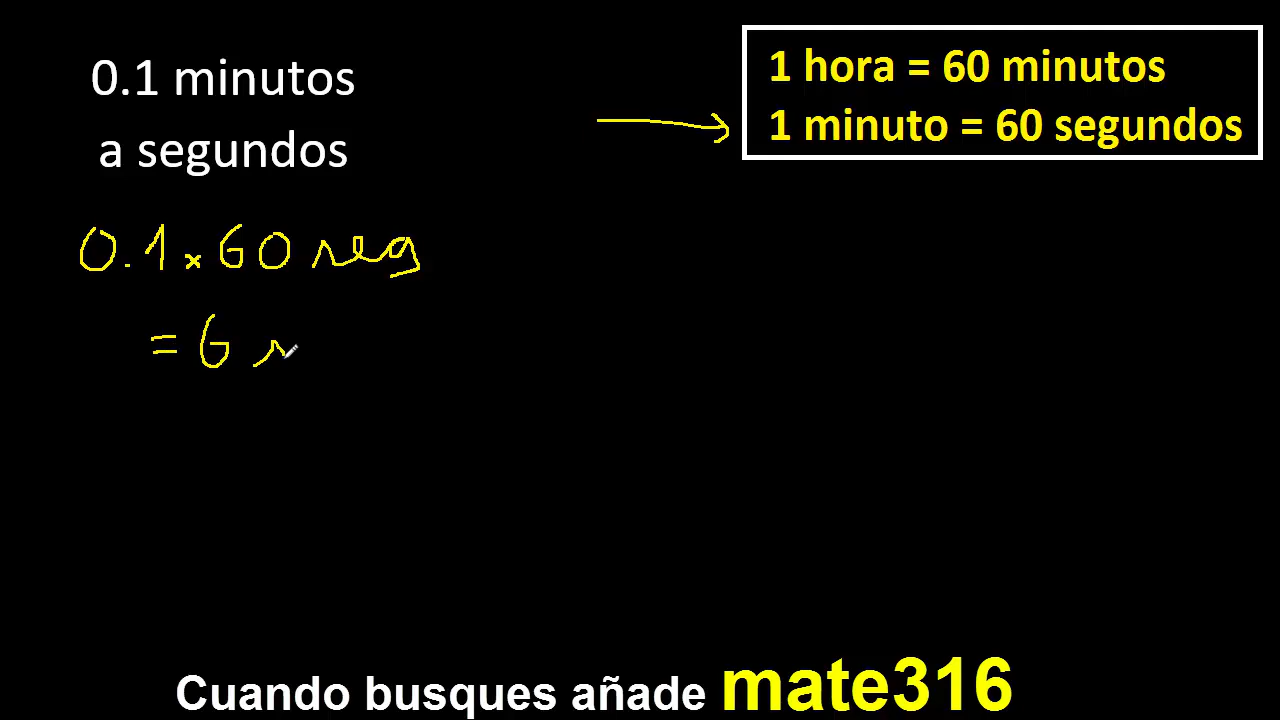 0.1 minutos
a segundos
1 hora = 60 minutos
1 minuto = 60 segundos
0.1 × 60 seg
= 6 s
Cuando busques añade mate316